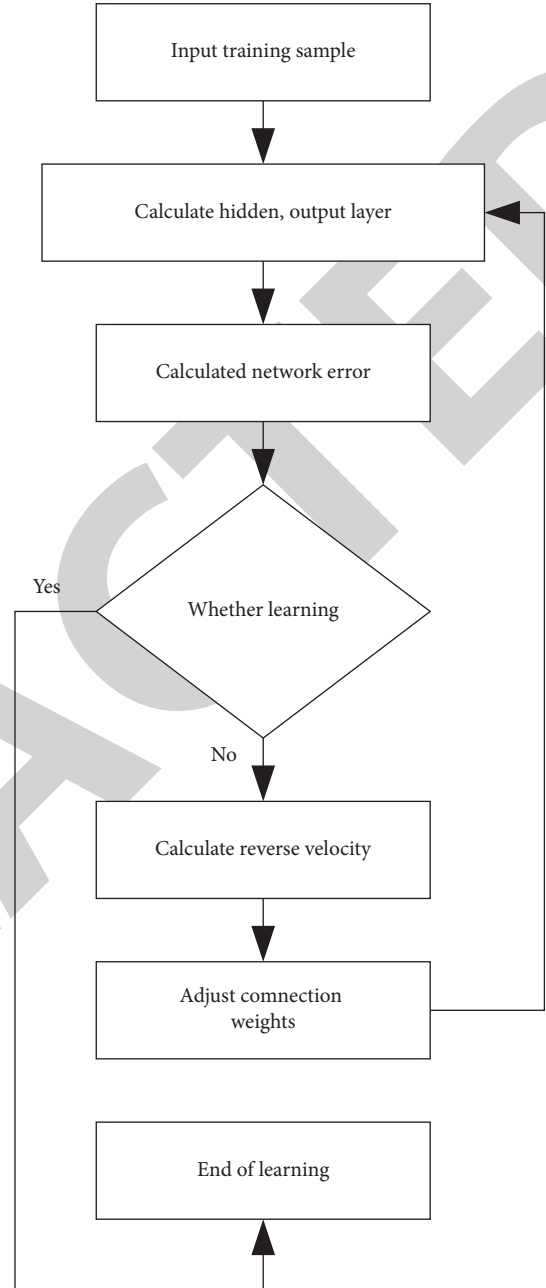 Input training sample
Calculate hidden, output layer
Calculated network error
Yes
Whether learning
No
Calculate reverse velocity
Adjust comnection
weights
End of learning
ACTED